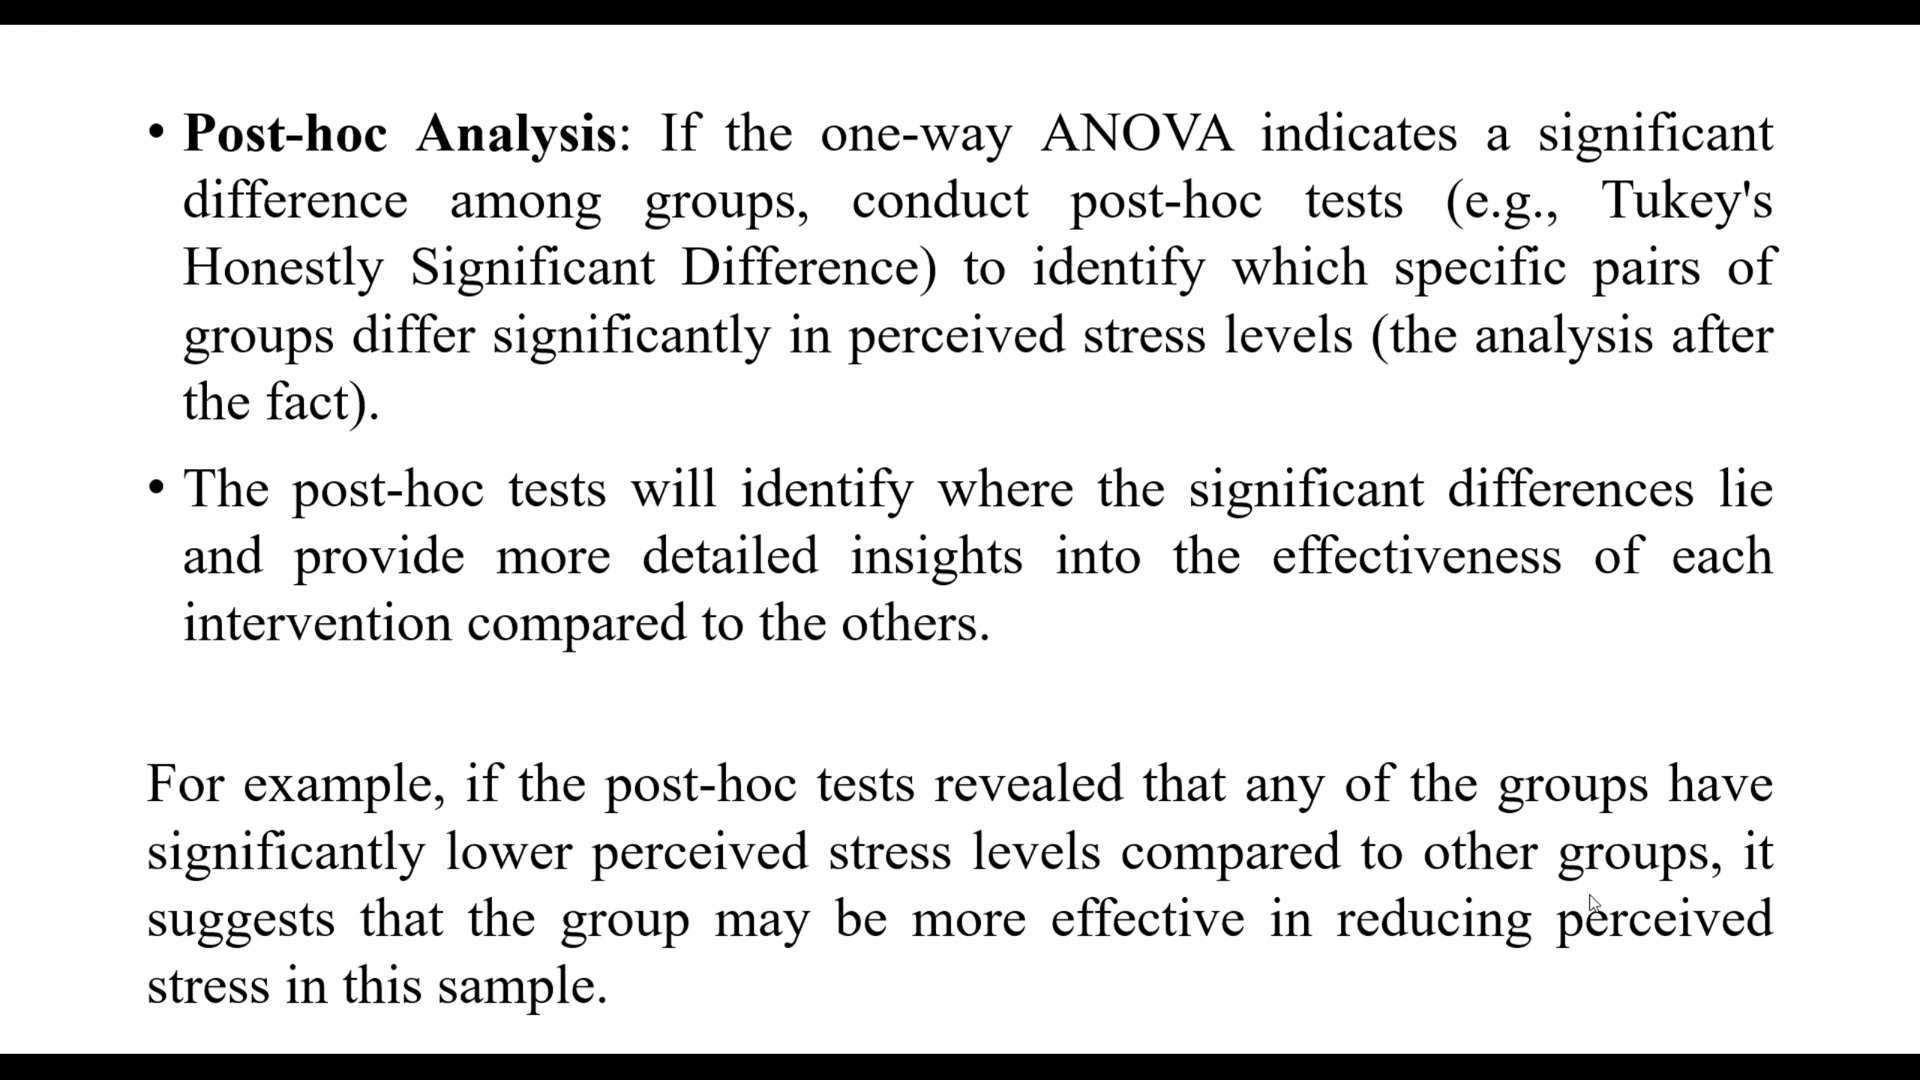 • Post-hoc Analysis: If the one-way ANOVA indicates a significant
difference among groups, conduct post-hoc tests (e.g., Tukey's
Honestly Significant Difference) to identify which specific pairs of
groups differ significantly in perceived stress levels (the analysis after
the fact).
• The post-hoc tests will identify where the significant differences lie
and provide more detailed insights into the effectiveness of each
intervention compared to the others.
For example, if the post-hoc tests revealed that any of the groups have
significantly lower perceived stress levels compared to other groups, it
suggests that the group may be more effective in reducing perceived
stress in this sample.